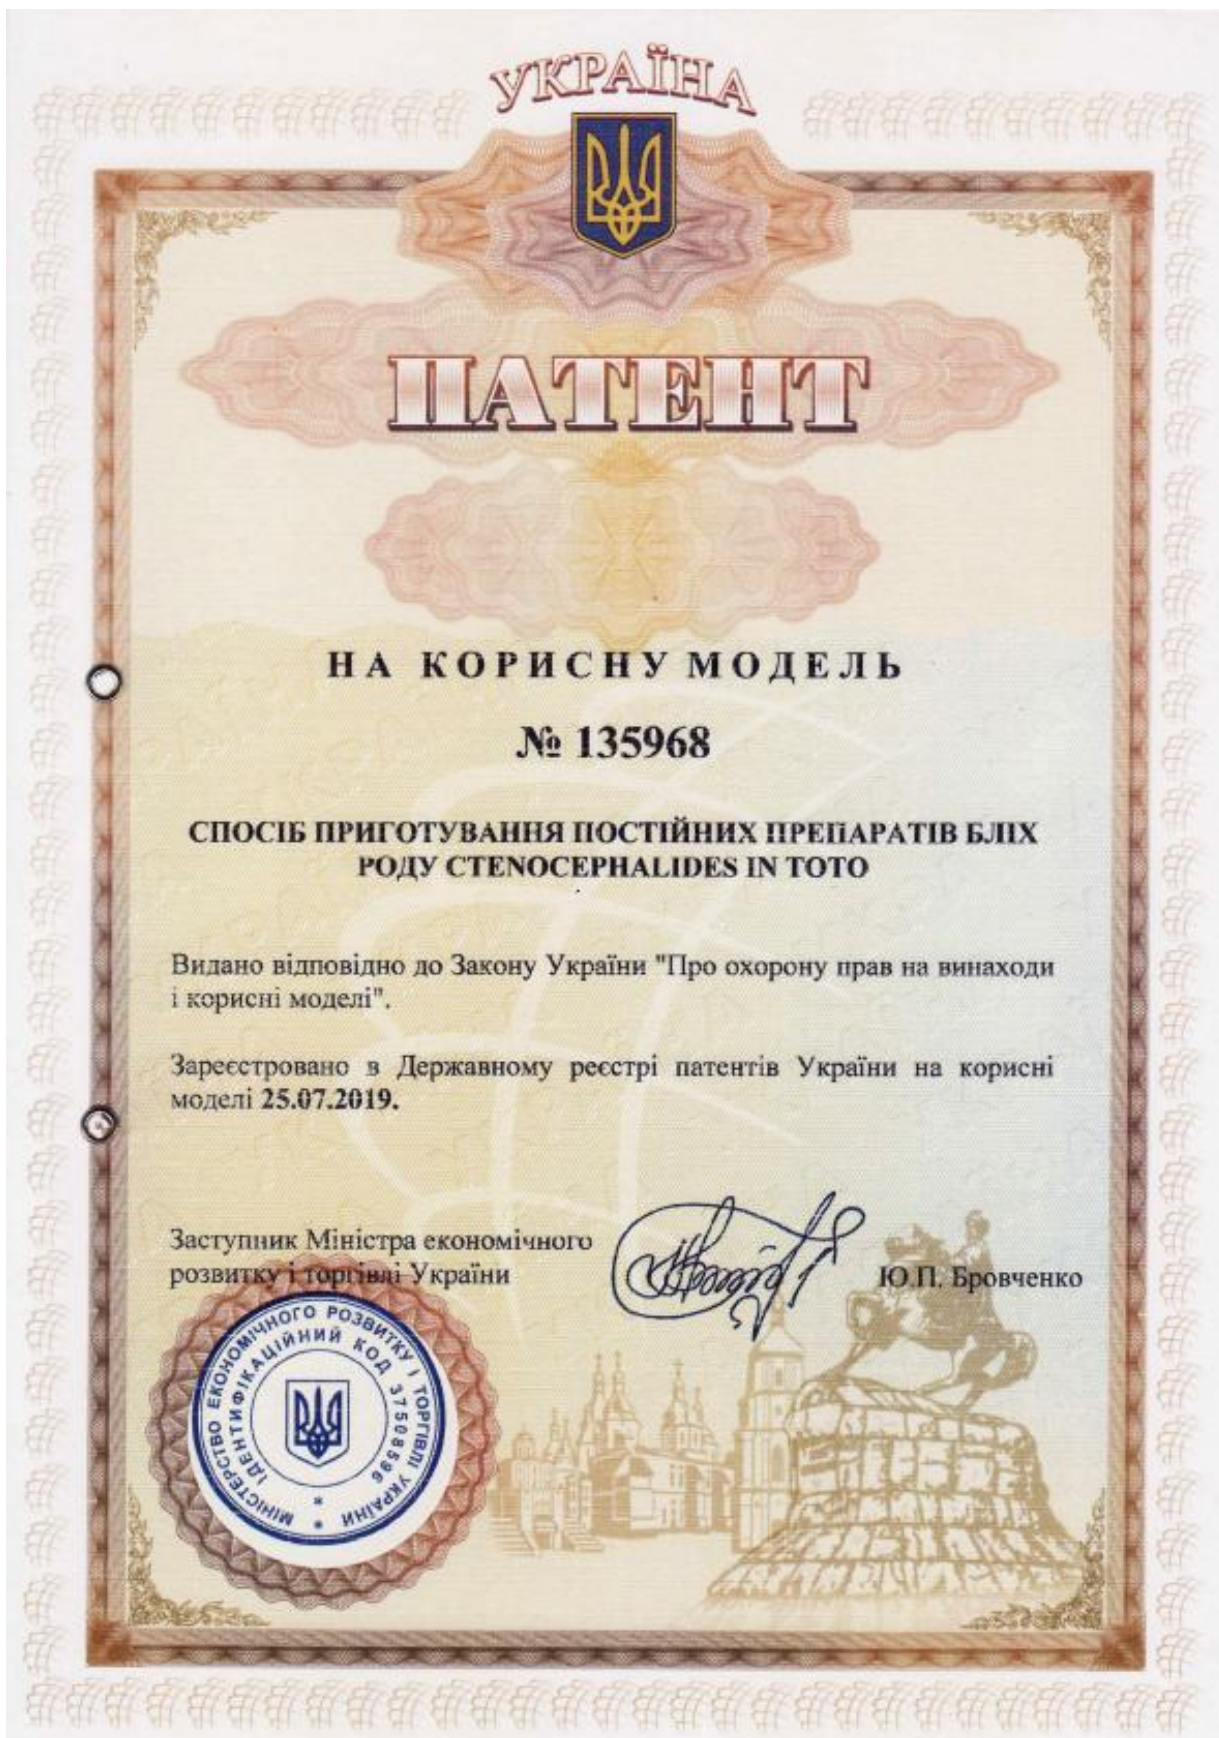 УКРАЇНА
ПАТЕНТ
НА КОРИСНУ МОДЕЛЬ
№ 135968
СПОСІБ ПРИГОТУВАННЯ ПОСТІЙНИХ ПРЕПАРАТІВ БЛІХ
РОДУ CTENOCEPHALIDES IN TOTO
Видано відповідно до Закону України "Про охорону прав на винаходи
і корисні моделі".
Зареєстровано в Державному реєстрі патентів України на корисні
моделі 25.07.2019.
Заступник Міністра економічного
розвитку і торгівлі України
Ю.П. Бровченко
МІНІСТЕРСТВО ЕКОНОМІЧНОГО РОЗВИТКУ І ТОРГІВЛІ УКРАЇНИ *
ІДЕНТИФІКАЦІЙНИЙ КОД 37508596 *